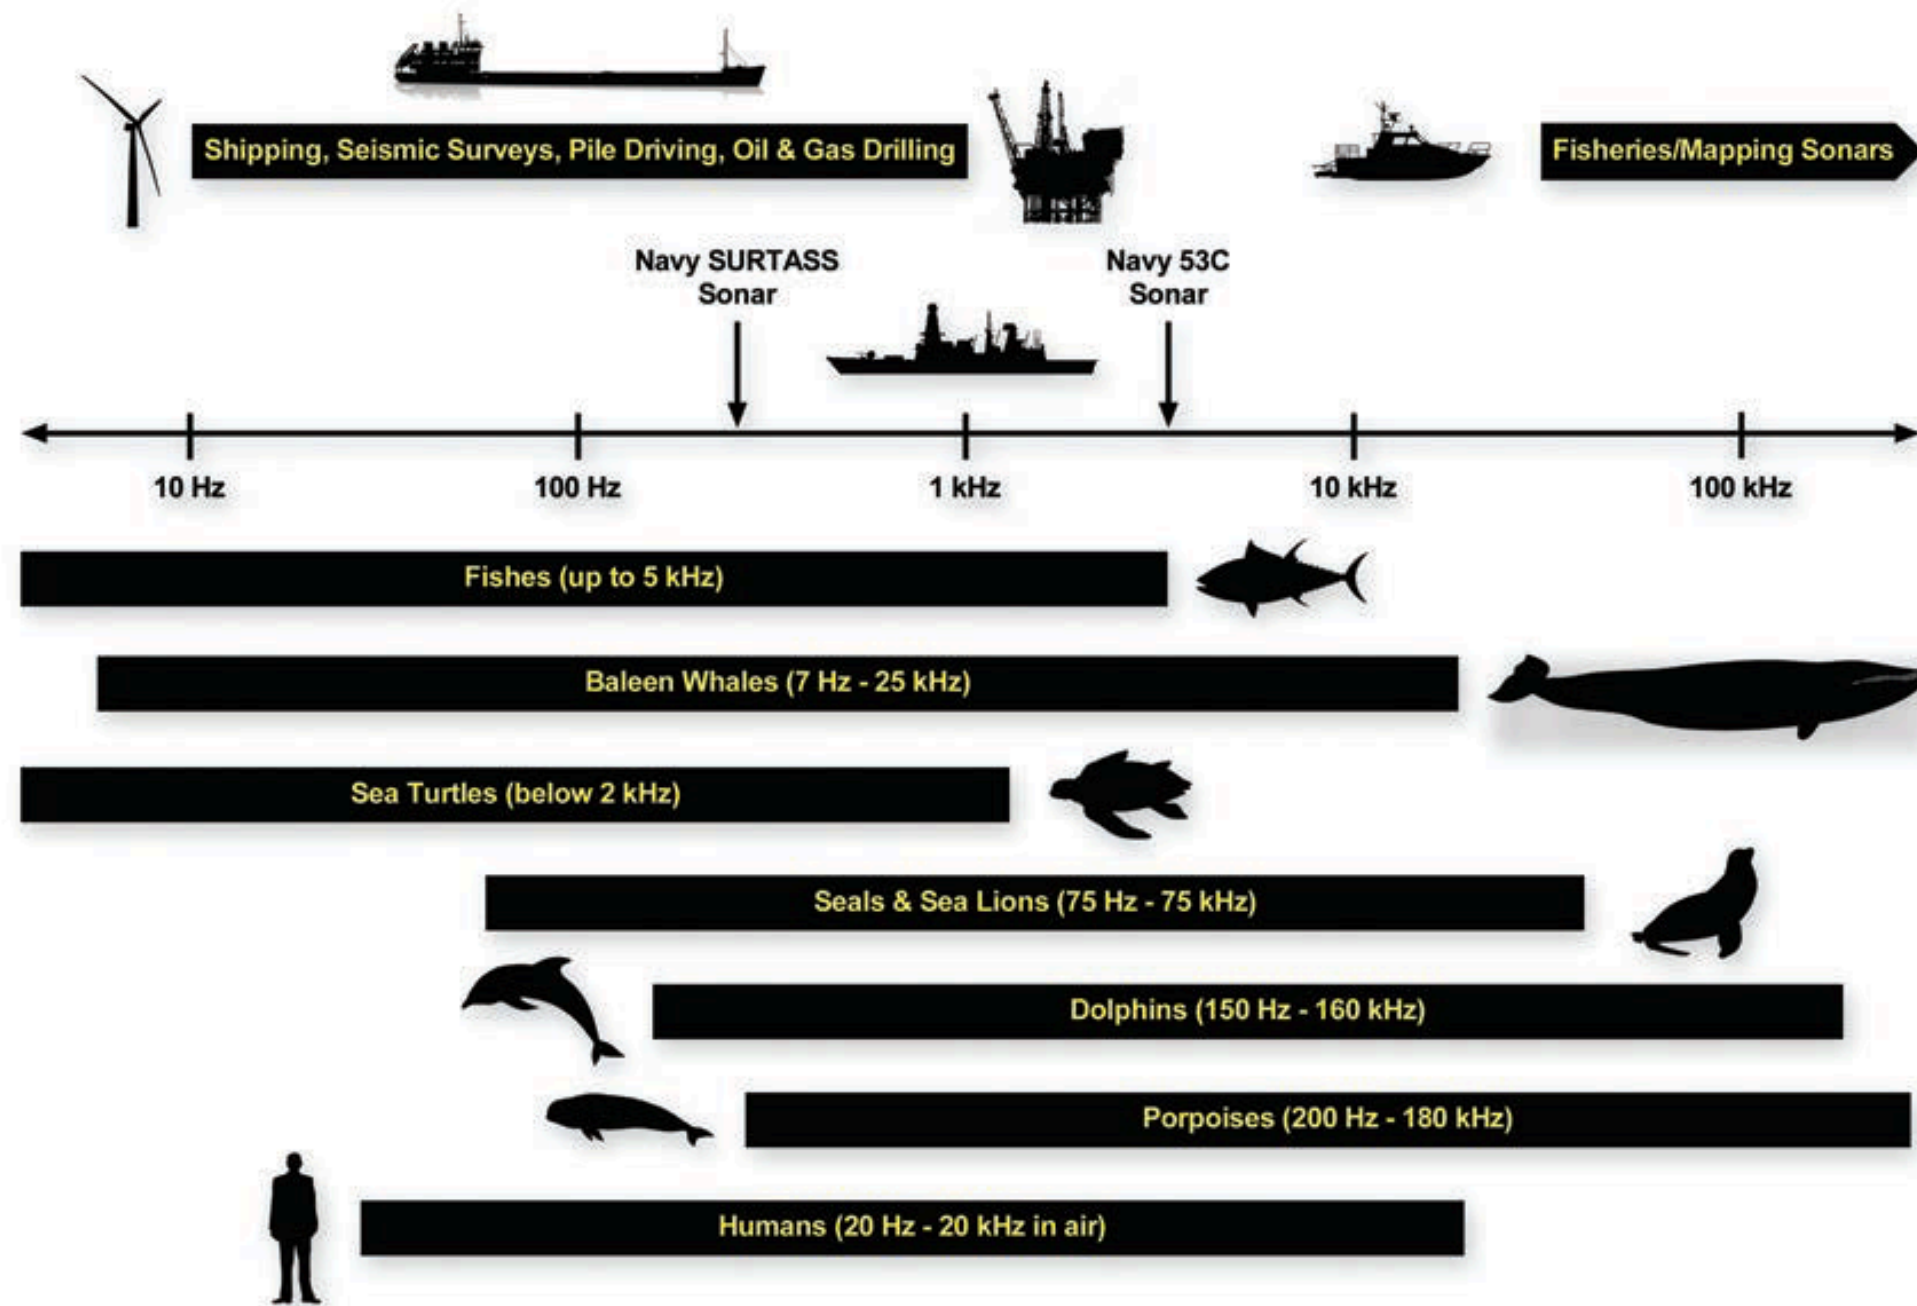 Shipping, Seismic Surveys, Pile Driving, Oil & Gas Drilling
Fisheries/Mapping Sonars
Navy SURTASS
Sonar
Navy 53C
Sonar
10 Hz
100 Hz
1 kHz
10 kHz
100 kHz
Fishes (up to 5 kHz)
Baleen Whales (7 Hz - 25 kHz)
Sea Turtles (below 2 kHz)
Seals & Sea Lions (75 Hz - 75 kHz)
Dolphins (150 Hz - 160 kHz)
Porpoises (200 Hz - 180 kHz)
Humans (20 Hz - 20 kHz in air)